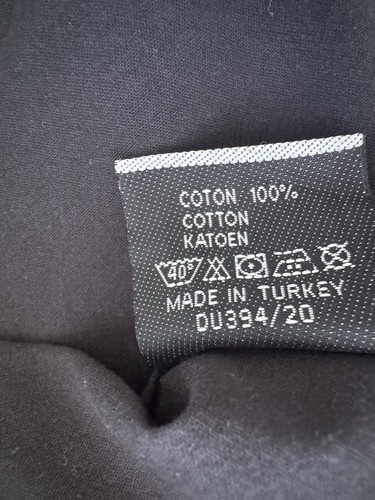 COTON 100%
COTTON
KATOEN
40°
MADE IN TURKEY
DU394/20